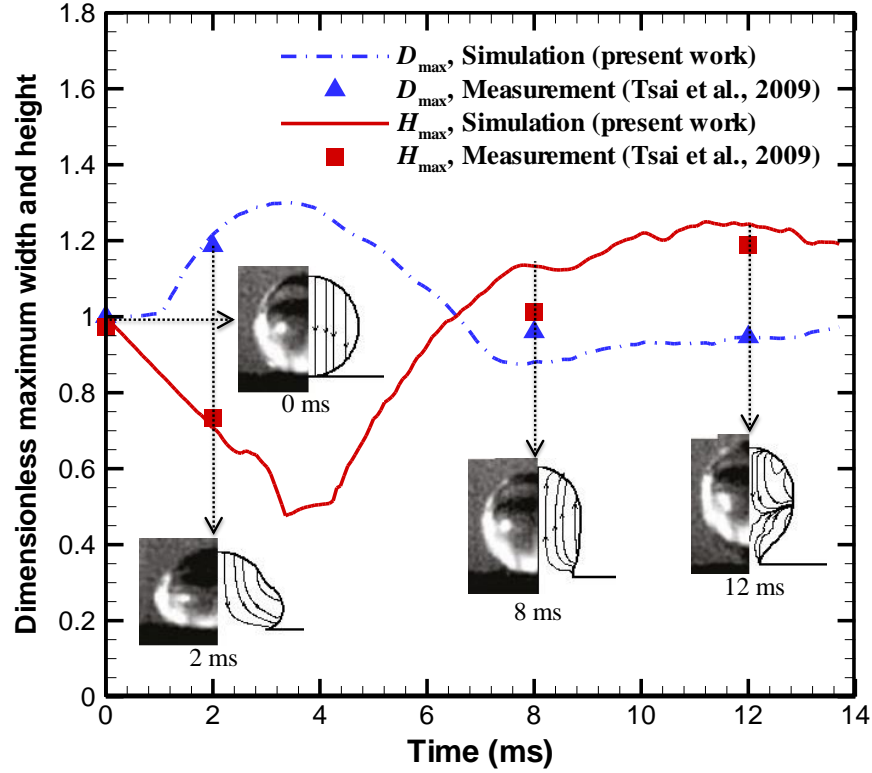 1.8
D_max, Simulation (present work)
D_max, Measurement (Tsai et al., 2009)
H_max, Simulation (present work)
H_max, Measurement (Tsai et al., 2009)
1.6
1.4
1.2
1
0.8
0.6
0.4
0.2
0
Dimensionless maximum width and height
0 ms
2 ms
8 ms
12 ms
0 2 4 6 8 10 12 14
Time (ms)